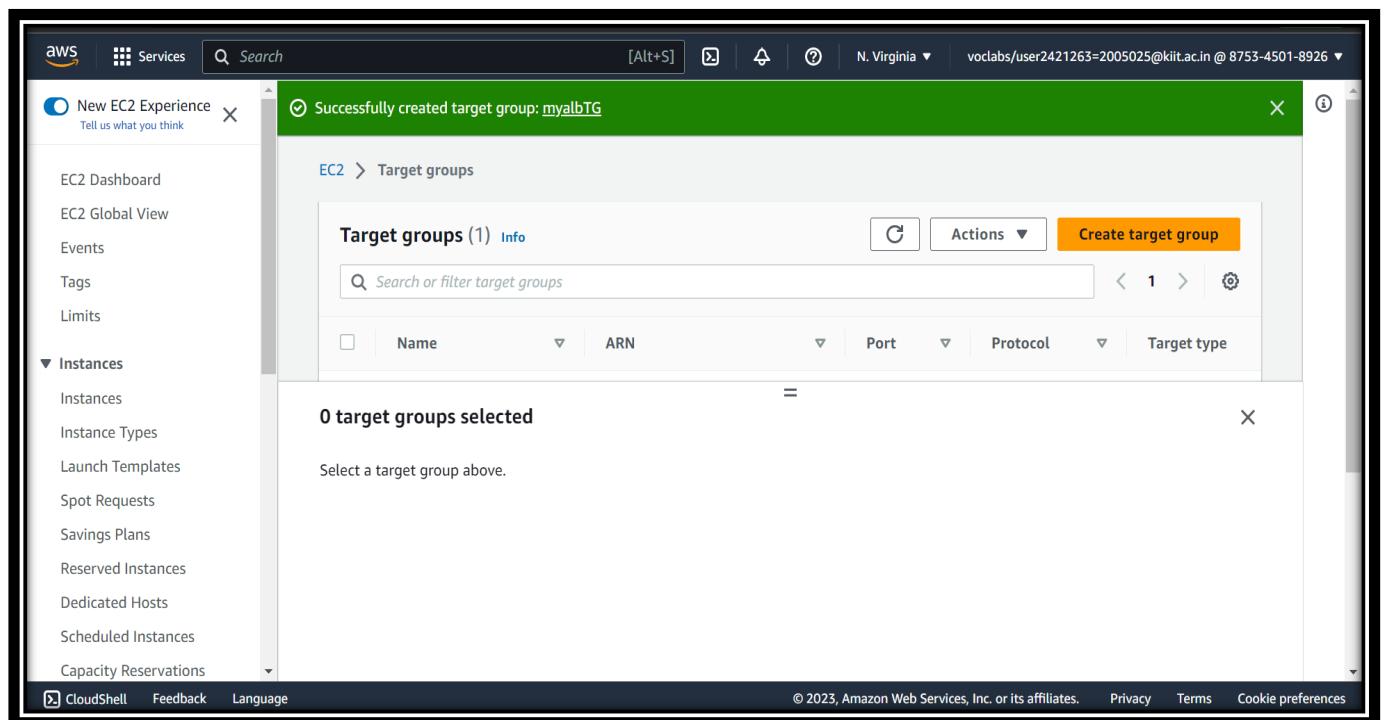 aws Services Search [Alt+S] N. Virginia voclabs/user2421263=2005025@kiit.ac.in @ 8753-4501-8926
New EC2 Experience
Tell us what you think
EC2 Dashboard
EC2 Global View
Events
Tags
Limits
Instances
Instances
Instance Types
Launch Templates
Spot Requests
Savings Plans
Reserved Instances
Dedicated Hosts
Scheduled Instances
Capacity Reservations
Successfully created target group: myalbTG
EC2 > Target groups
Target groups (1) Info Actions Create target group
Search or filter target groups 1
Name ARN Port Protocol Target type
0 target groups selected
Select a target group above.
CloudShell Feedback Language © 2023, Amazon Web Services, Inc. or its affiliates. Privacy Terms Cookie preferences